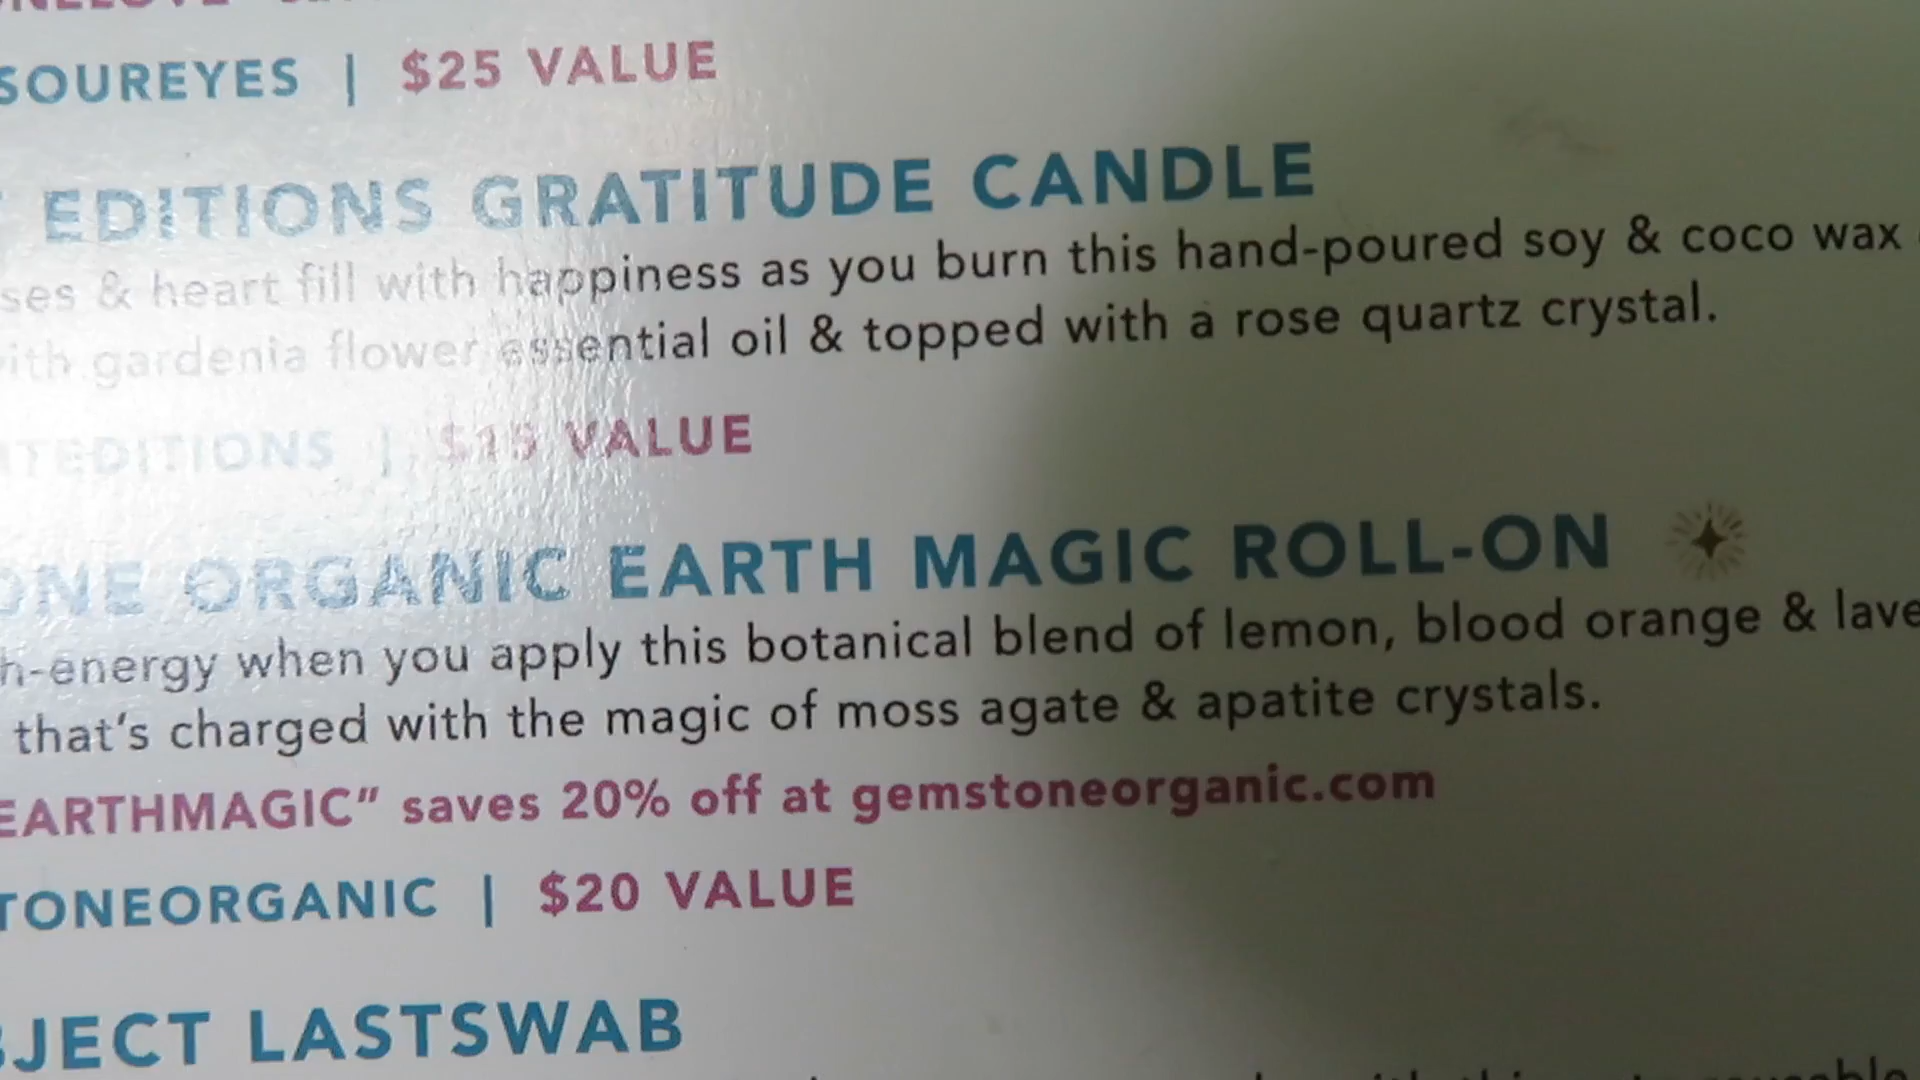 SOUREYES | $25 VALUE
EDITIONS GRATITUDE CANDLE
& heart fill with happiness as you burn this hand-poured soy & coco wax
gardenia flower essential oil & topped with a rose quartz crystal.
| $15 VALUE
ORGANIC EARTH MAGIC ROLL-ON
-energy when you apply this botanical blend of lemon, blood orange & lave
that's charged with the magic of moss agate & apatite crystals.
EARTHMAGIC" saves 20% off at gemstoneorganic.com
TONEORGANIC | $20 VALUE
BJECT LASTSWAB